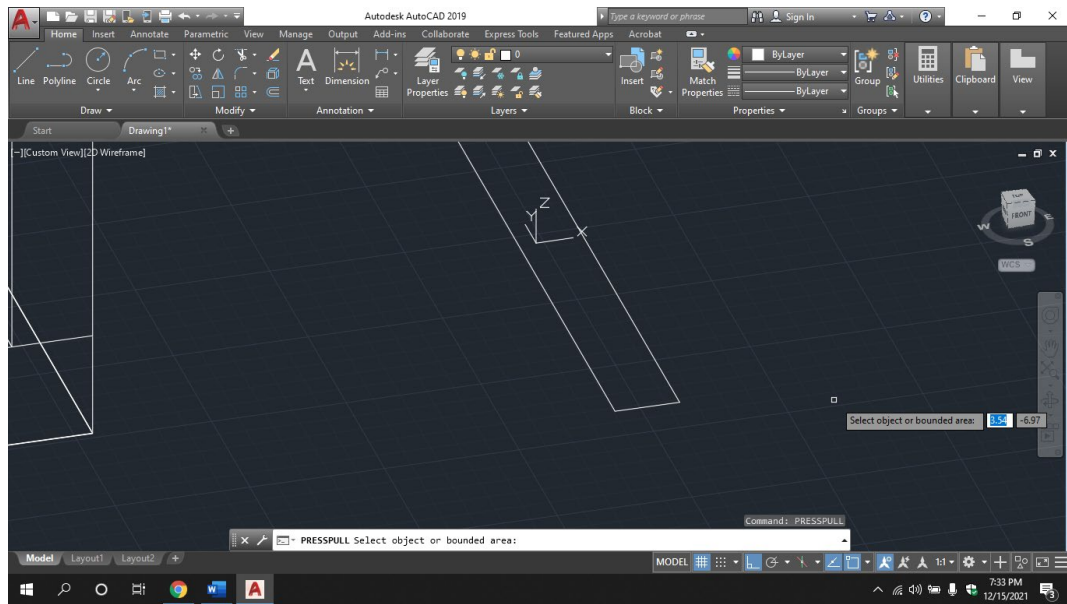 Autodesk AutoCAD 2019
Type a keyword or phrase
Sign In
Home Insert Annotate Parametric View Manage Output Add-ins Collaborate Express Tools Featured Apps Acrobat
Line Polyline Circle Arc
Text Dimension
Layer Properties
0
Insert
Match Properties
ByLayer
ByLayer
ByLayer
Group
Utilities
Clipboard
View
Draw Modify Annotation Layers Block Properties Groups
Start Drawing1*
[−][Custom View][2D Wireframe]
Z
Y
X
FRONT
W
S
E
WCS
Select object or bounded area: 3.54 -6.97
Command: PRESSPULL
PRESSPULL Select object or bounded area:
Model Layout1 Layout2
MODEL
1:1
7:33 PM
12/15/2021
3